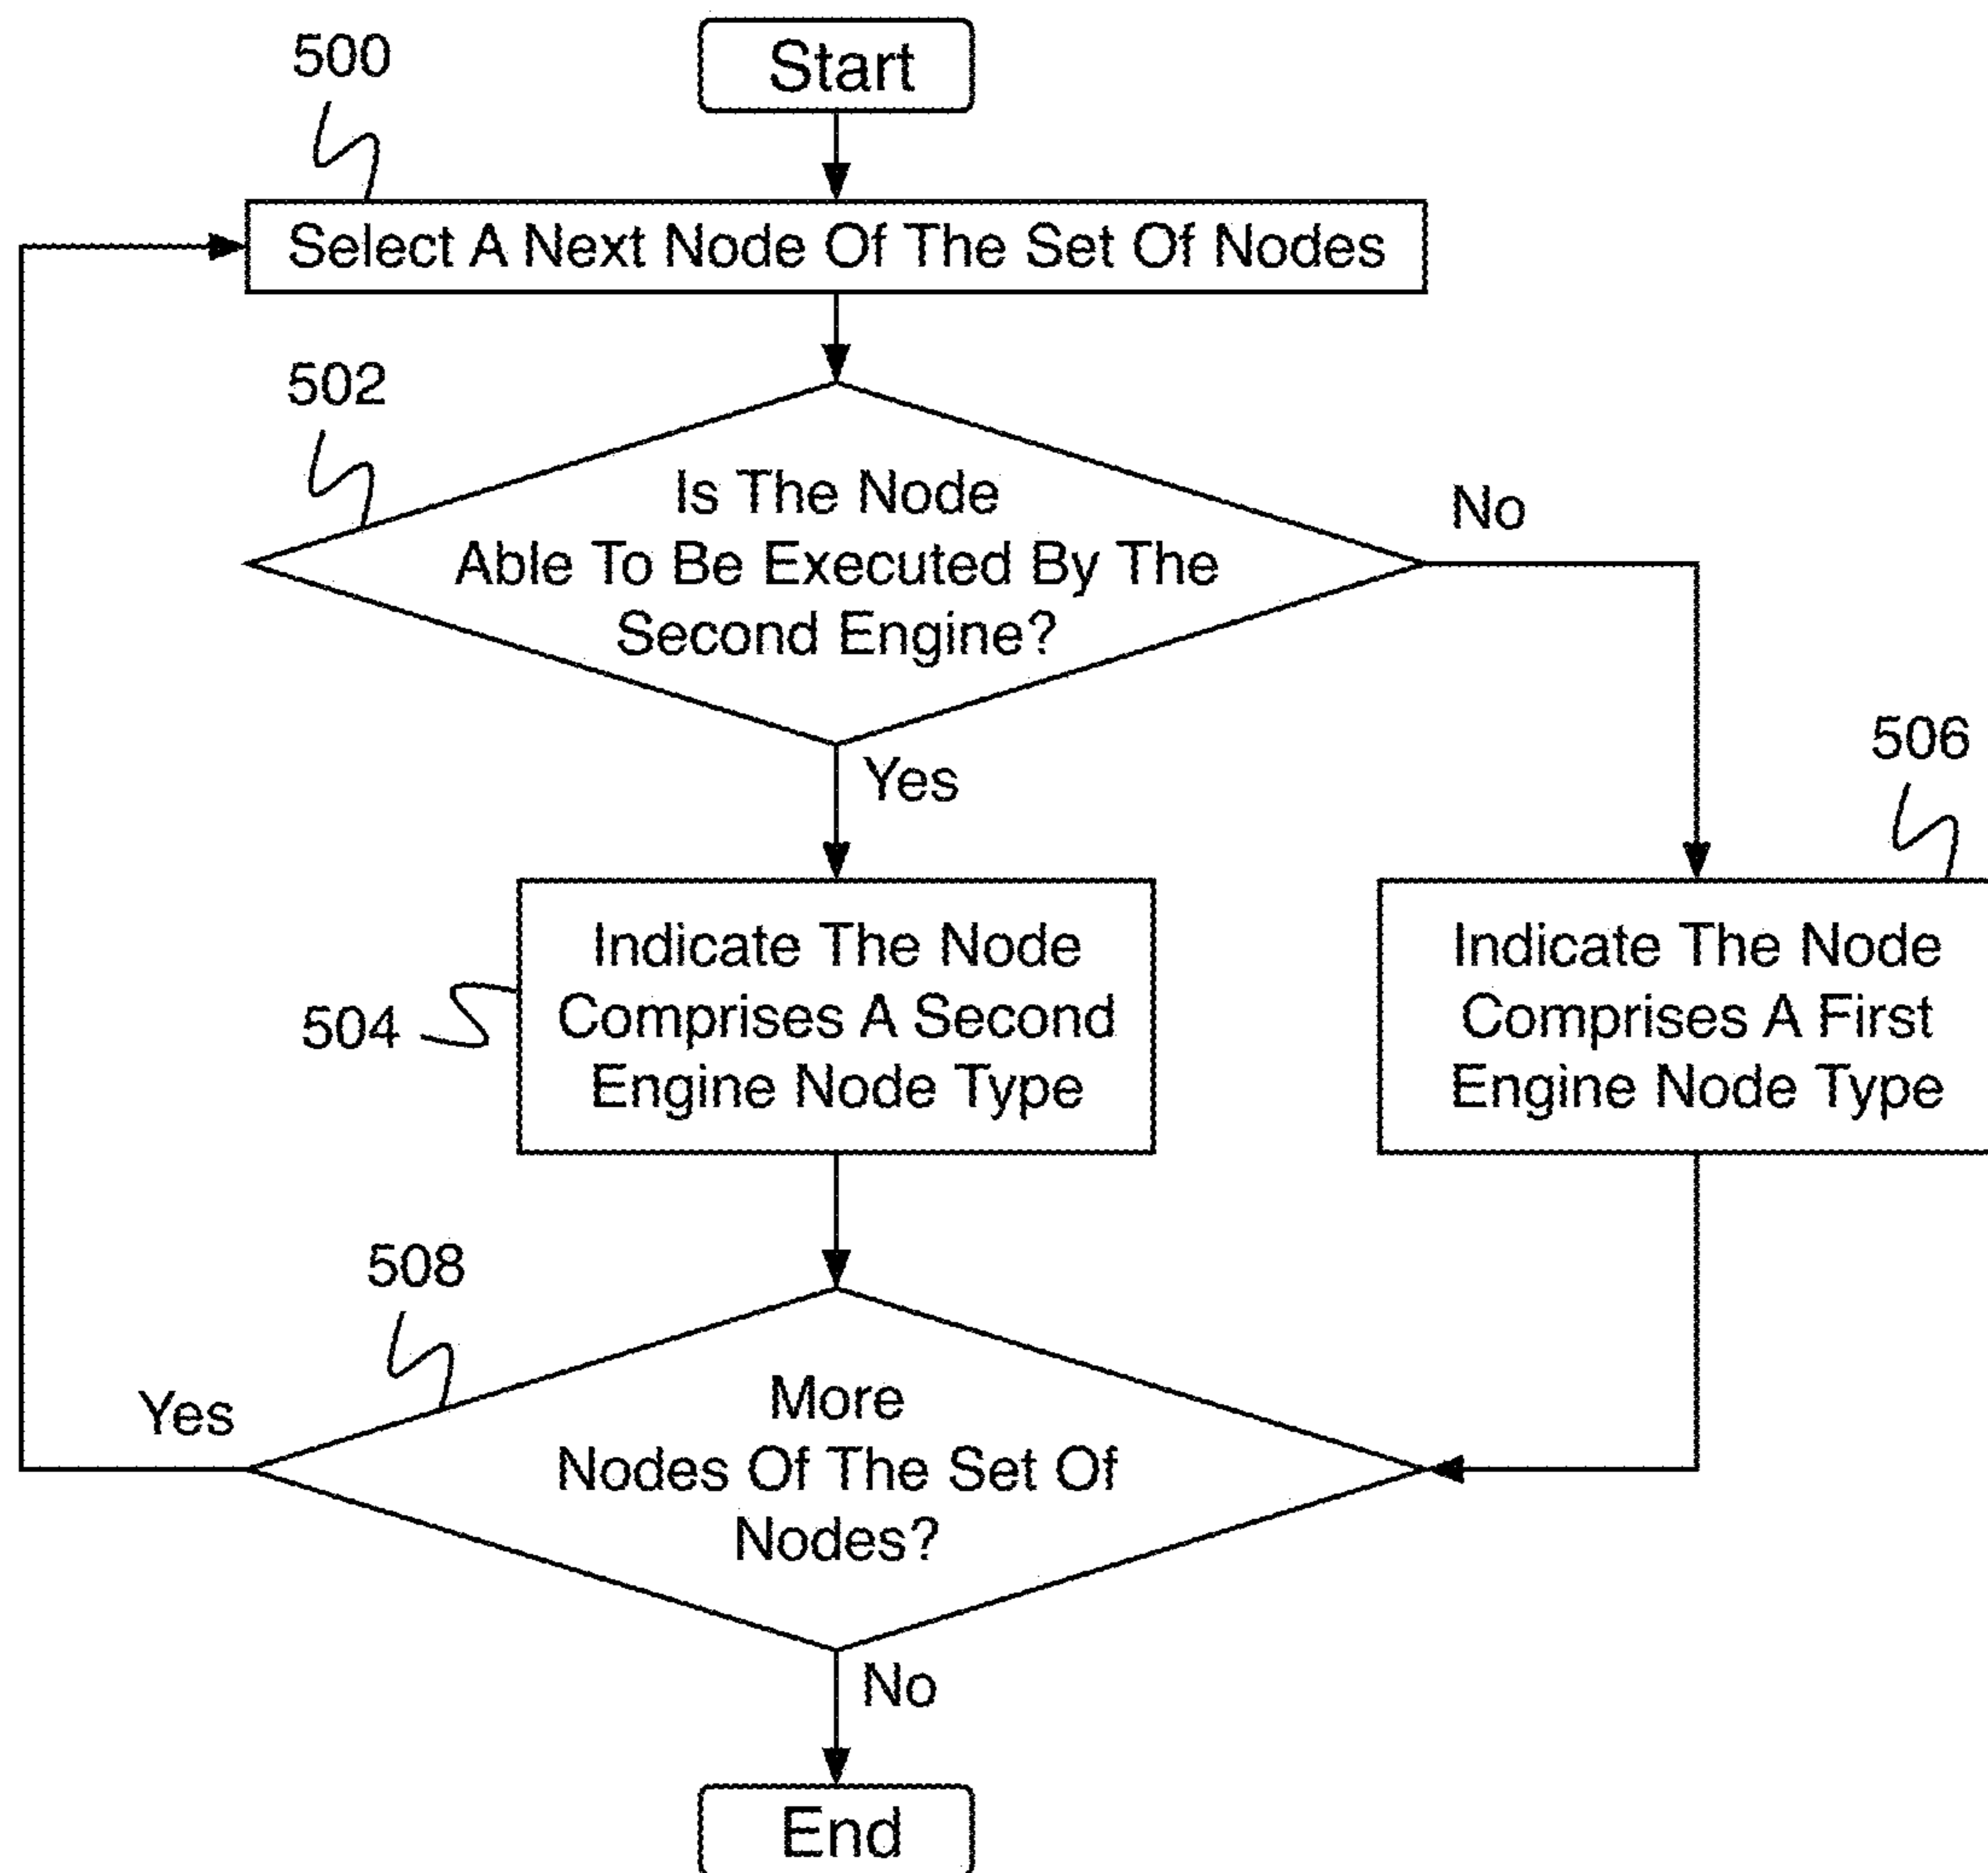 Start
500
Select A Next Node Of The Set Of Nodes
502
Is The Node
Able To Be Executed By The
Second Engine?
No
Yes
506
504
Indicate The Node
Comprises A Second
Engine Node Type
Indicate The Node
Comprises A First
Engine Node Type
508
Yes
More
Nodes Of The Set Of
Nodes?
No
End